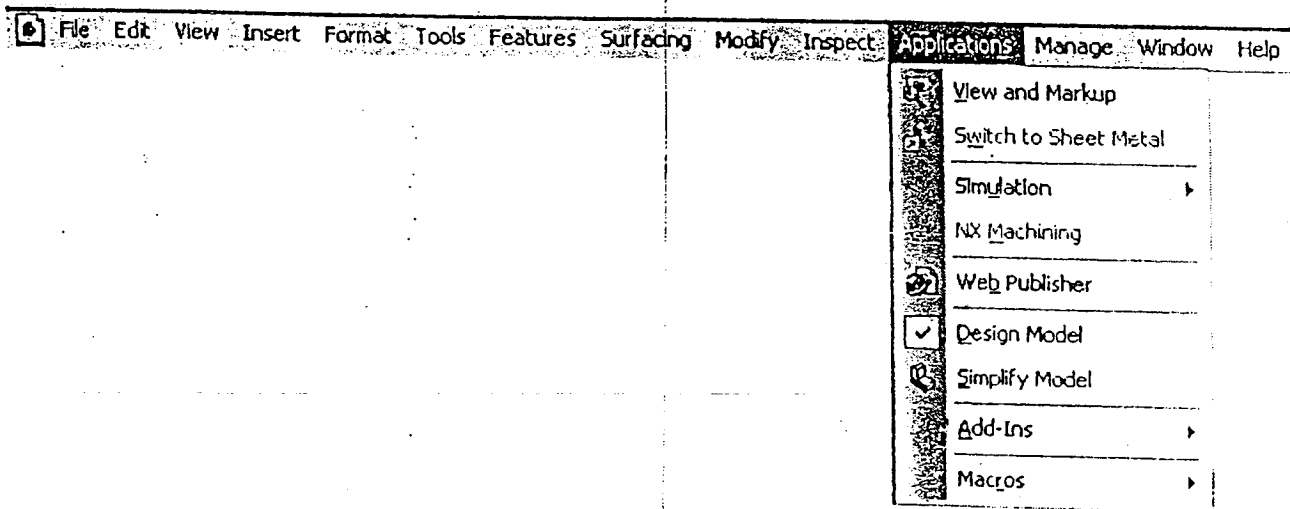 File Edit View Insert Format Tools Features Surfacing Modify Inspect Applications Manage Window Help
View and Markup
Switch to Sheet Metal
Simulation
NX Machining
Web Publisher
Design Model
Simplify Model
Add-Ins
Macros